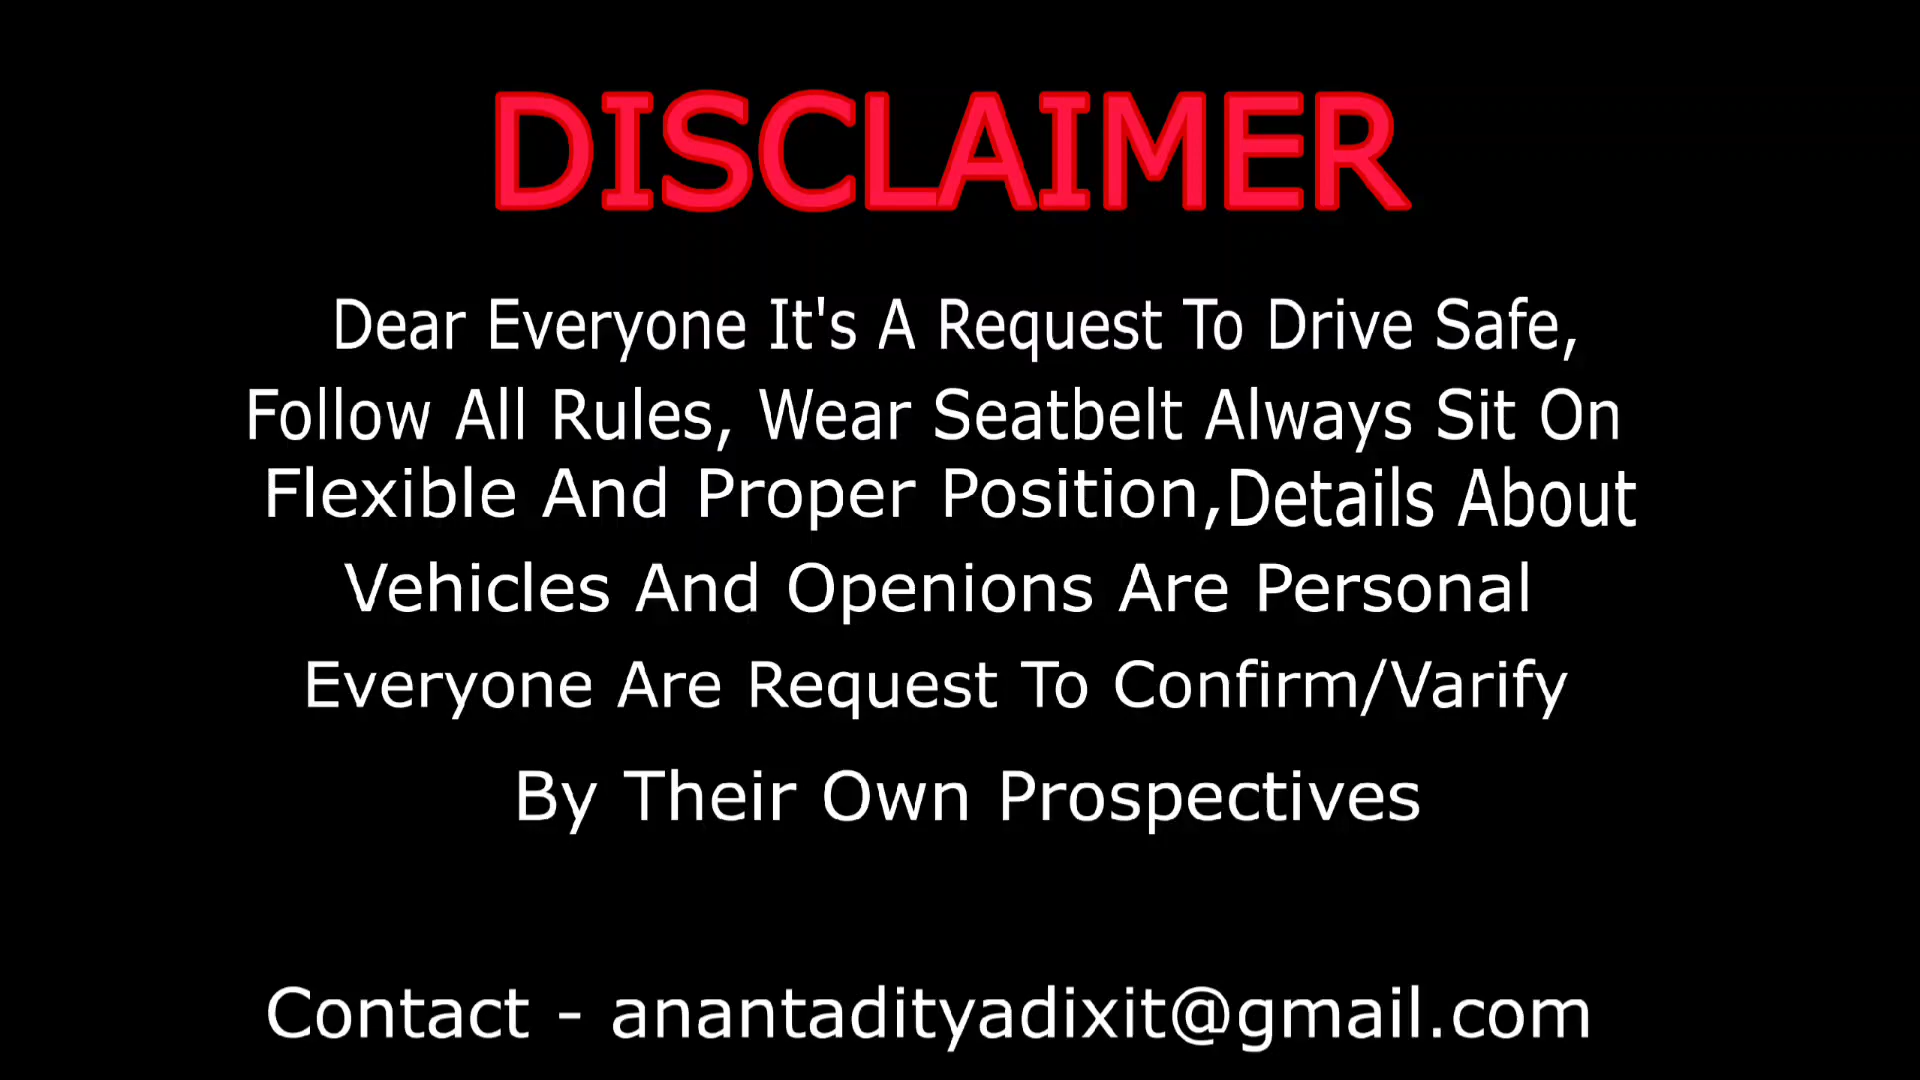 DISCLAIMER
Dear Everyone It's A Request To Drive Safe,
Follow All Rules, Wear Seatbelt Always Sit On
Flexible And Proper Position,Details About
Vehicles And Openions Are Personal
Everyone Are Request To Confirm/Varify
By Their Own Prospectives
Contact - anantadityadixit@gmail.com